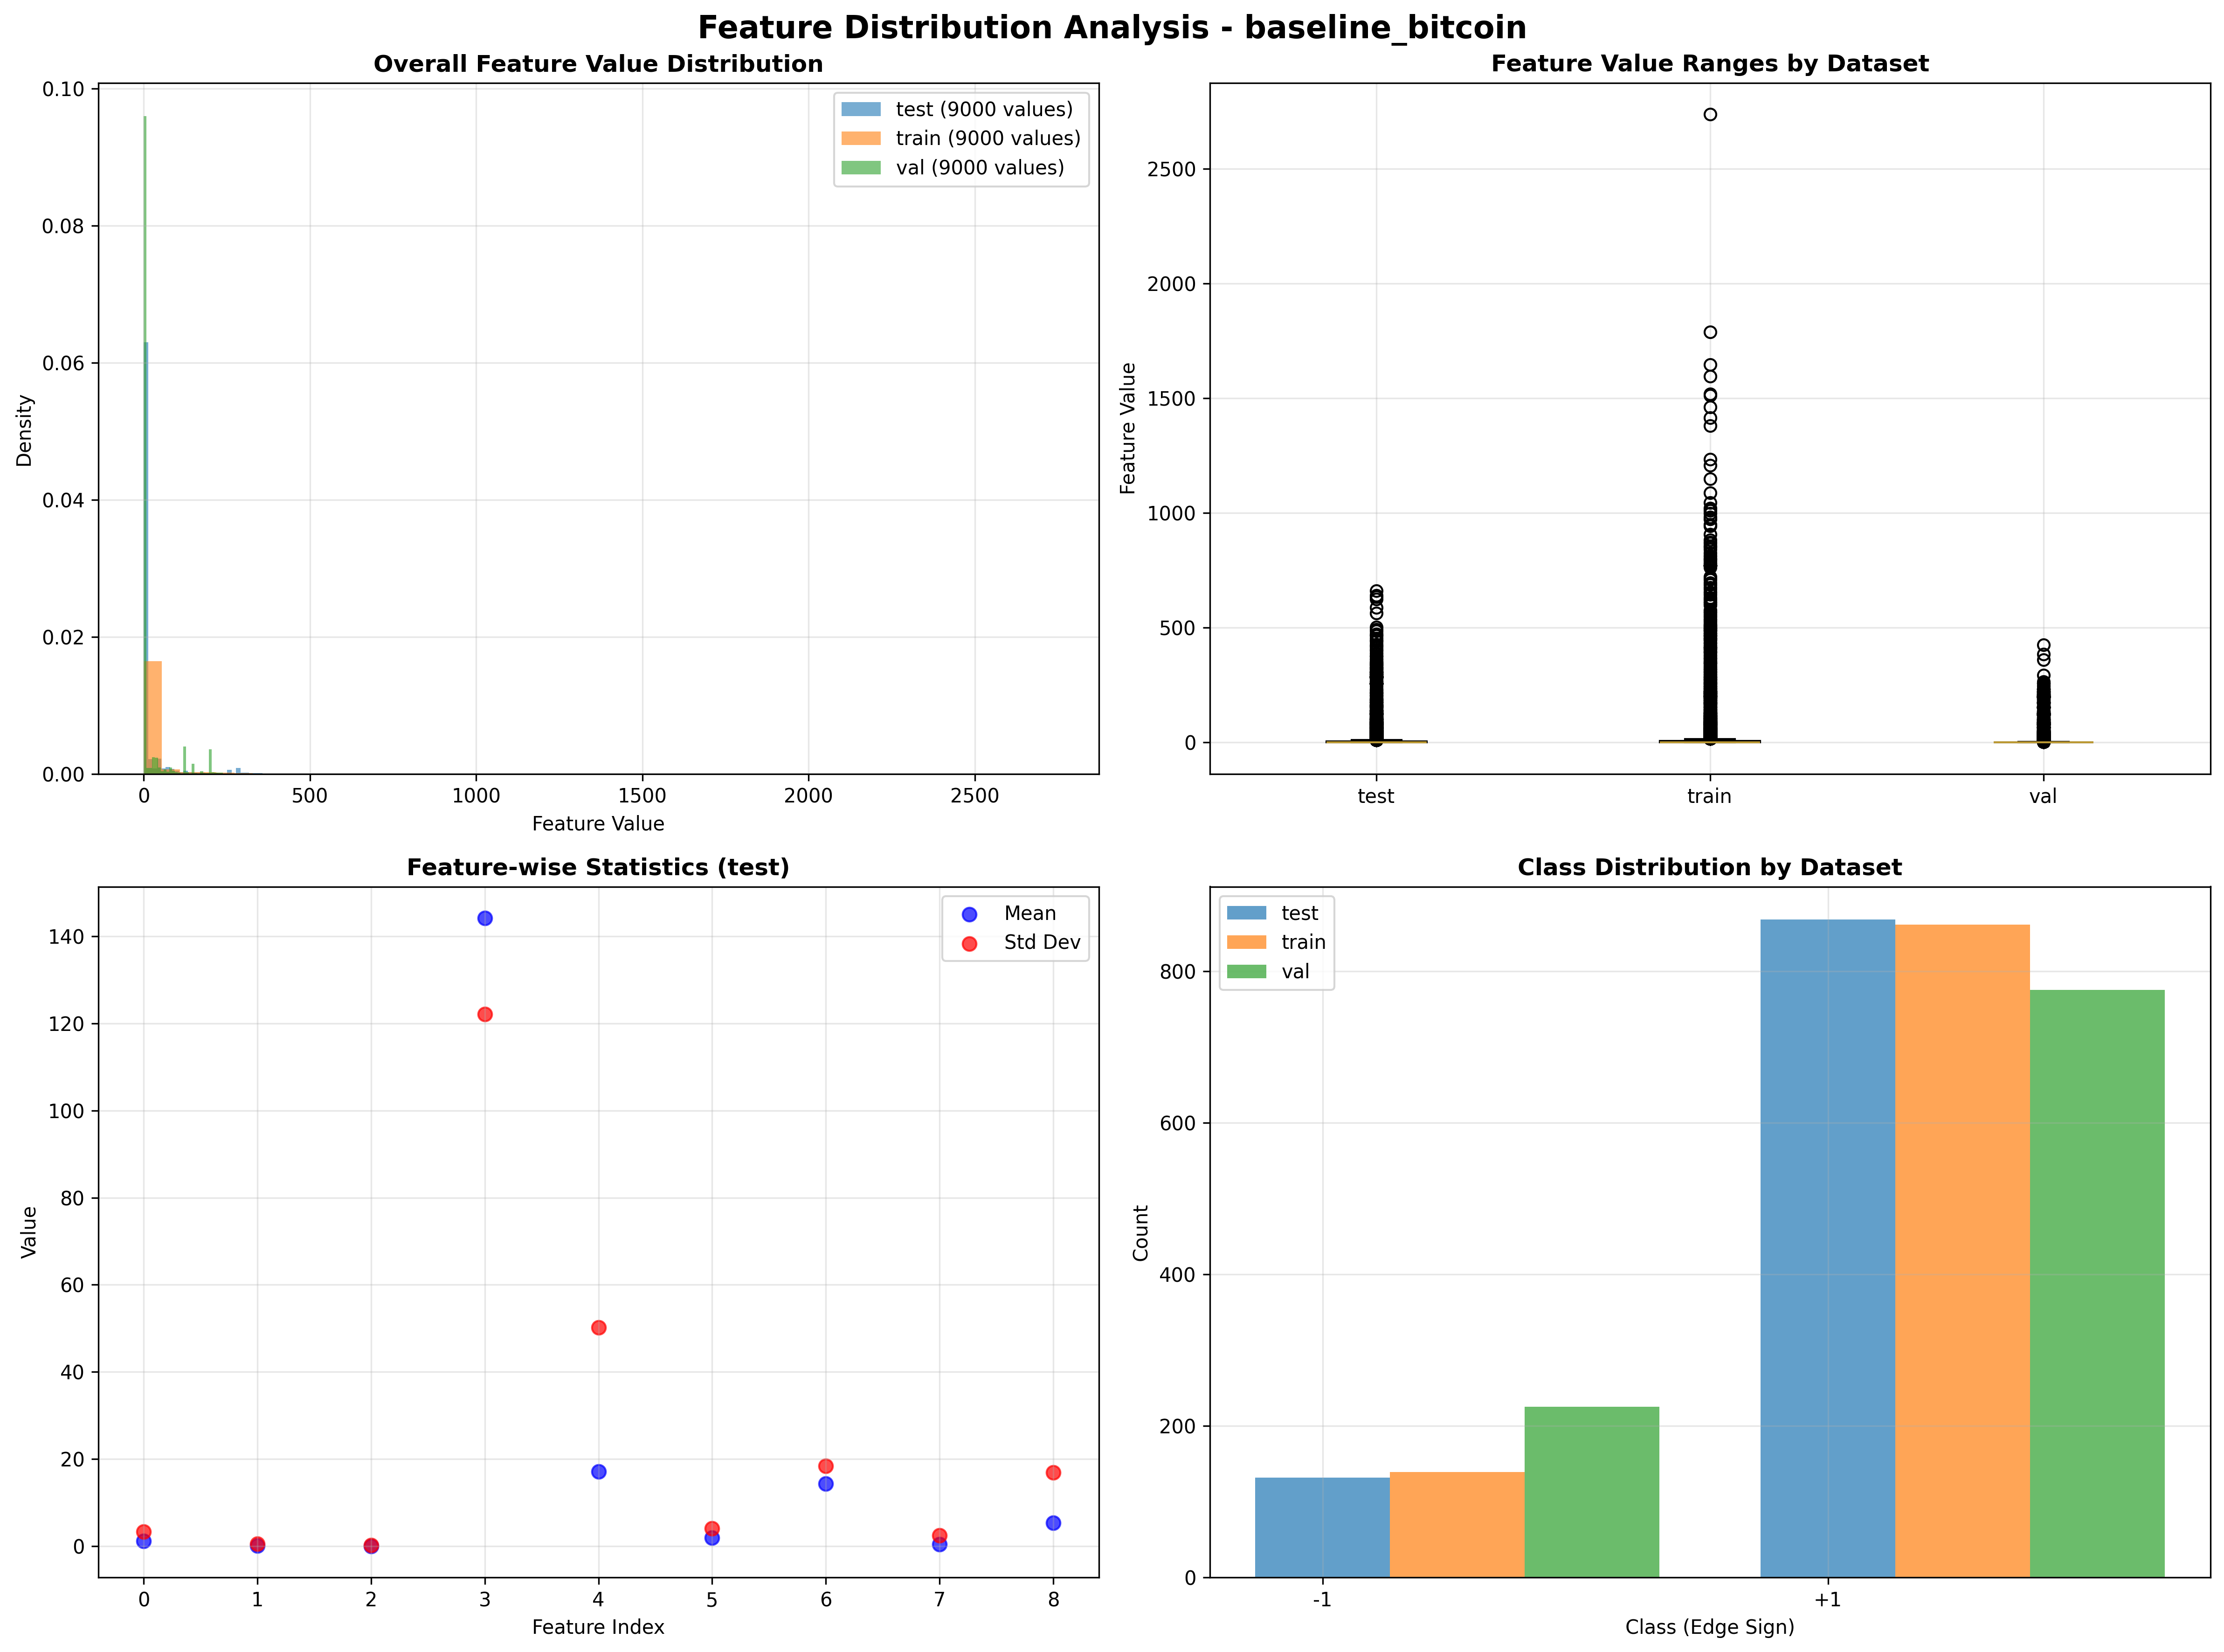 Feature Distribution Analysis - baseline_bitcoin
Overall Feature Value Distribution
0.10
0.08
0.06
0.04
0.02
0.00
Density
test (9000 values)
train (9000 values)
val (9000 values)
0 500 1000 1500 2000 2500
Feature Value
Feature Value Ranges by Dataset
2500
2000
1500
1000
500
0
Feature Value
test train val
Feature-wise Statistics (test)
140
120
100
80
60
40
20
0
Value
Mean
Std Dev
0 1 2 3 4 5 6 7 8
Feature Index
Class Distribution by Dataset
800
600
400
200
0
Count
test
train
val
-1 +1
Class (Edge Sign)